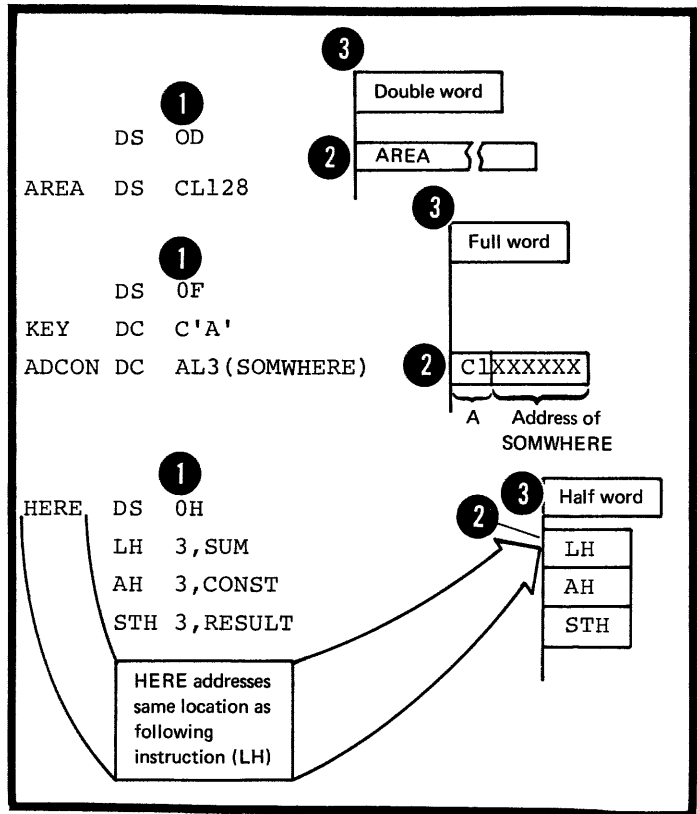 3
Double word
1
DS OD
2 AREA
AREA DS CL128
3
Full word
1
DS 0F
KEY DC C'A'
ADCON DC AL3(SOMWHERE)
2 C1XXXXXX
A Address of
SOMWHERE
1
3 Half word
HERE DS 0H
2
LH 3,SUM
LH
AH 3,CONST
AH
STH 3,RESULT
STH
HERE addresses
same location as
following
instruction (LH)